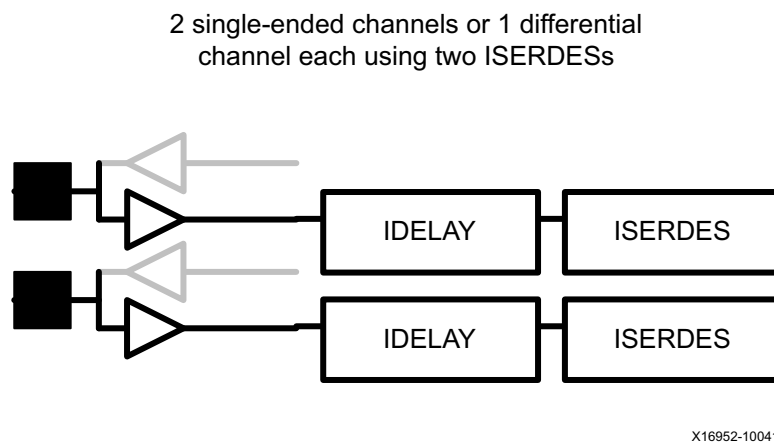 2 single-ended channels or 1 differential
channel each using two ISERDESs
IDELAY ISERDES
IDELAY ISERDES